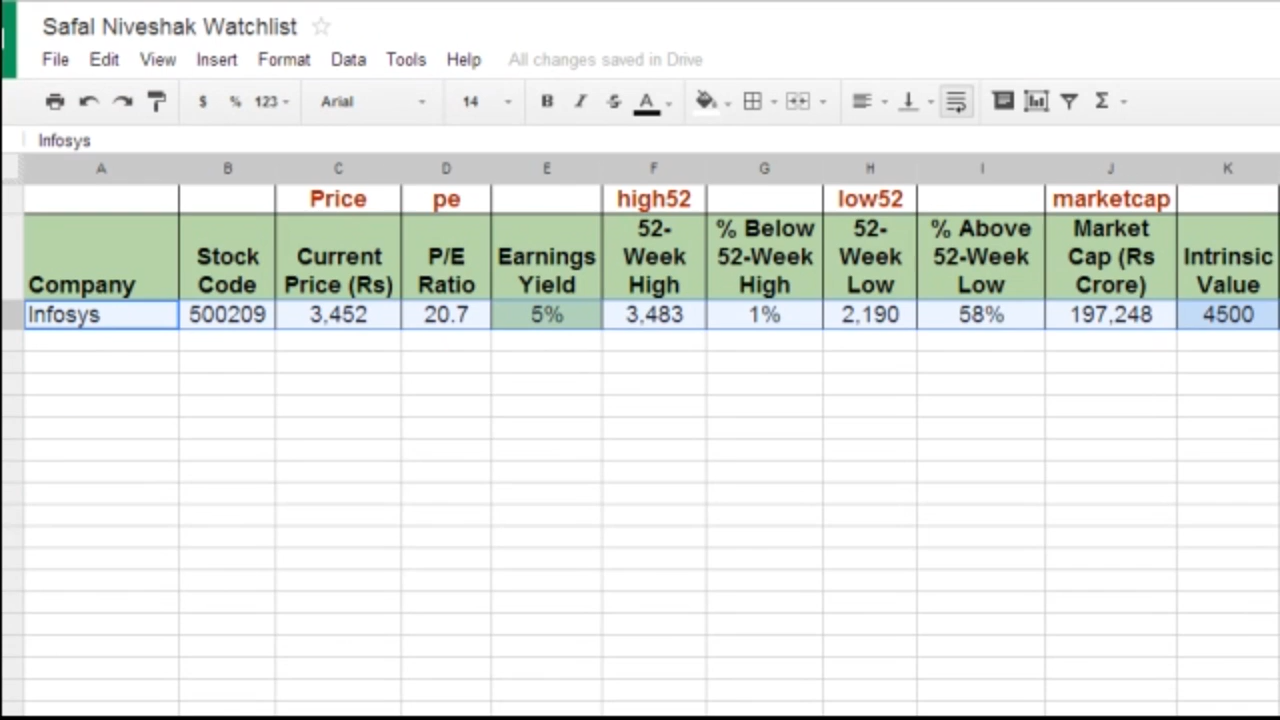 Safal Niveshak Watchlist
File Edit View Insert Format Data Tools Help All changes saved in Drive
$ % 123 Arial 14 B I S A Σ
Infosys
A B C D E F G H I J K
Price pe high52 low52 marketcap
52- % Below 52- % Above Market
Stock Current P/E Earnings Week 52-Week Week 52-Week Cap (Rs Intrinsic
Company Code Price (Rs) Ratio Yield High High Low Low Crore) Value
Infosys 500209 3,452 20.7 5% 3,483 1% 2,190 58% 197,248 4500